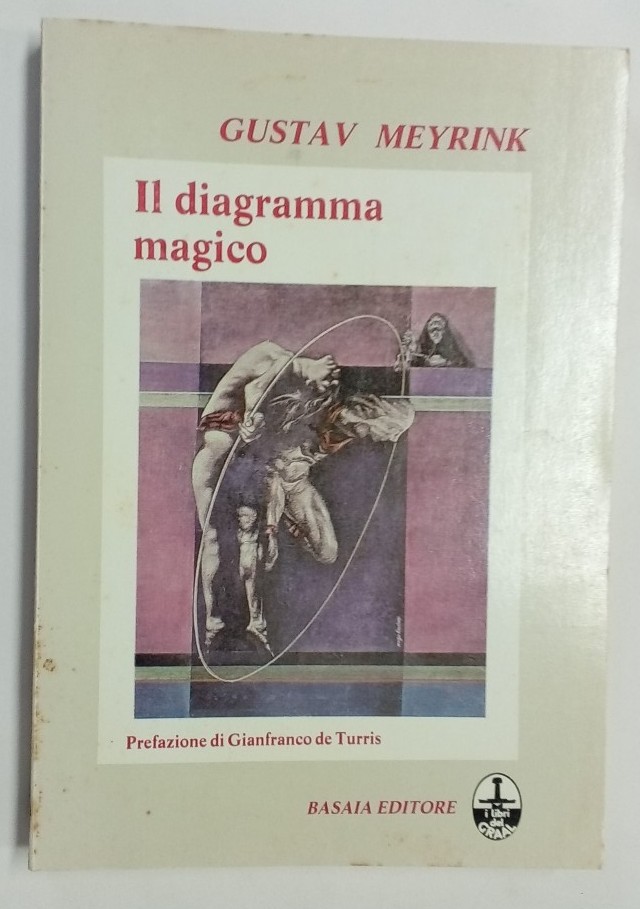 GUSTAV MEYRINK
Il diagramma
magico
Prefazione di Gianfranco de Turris
BASAIA EDITORE
i libri
del
GRAAL